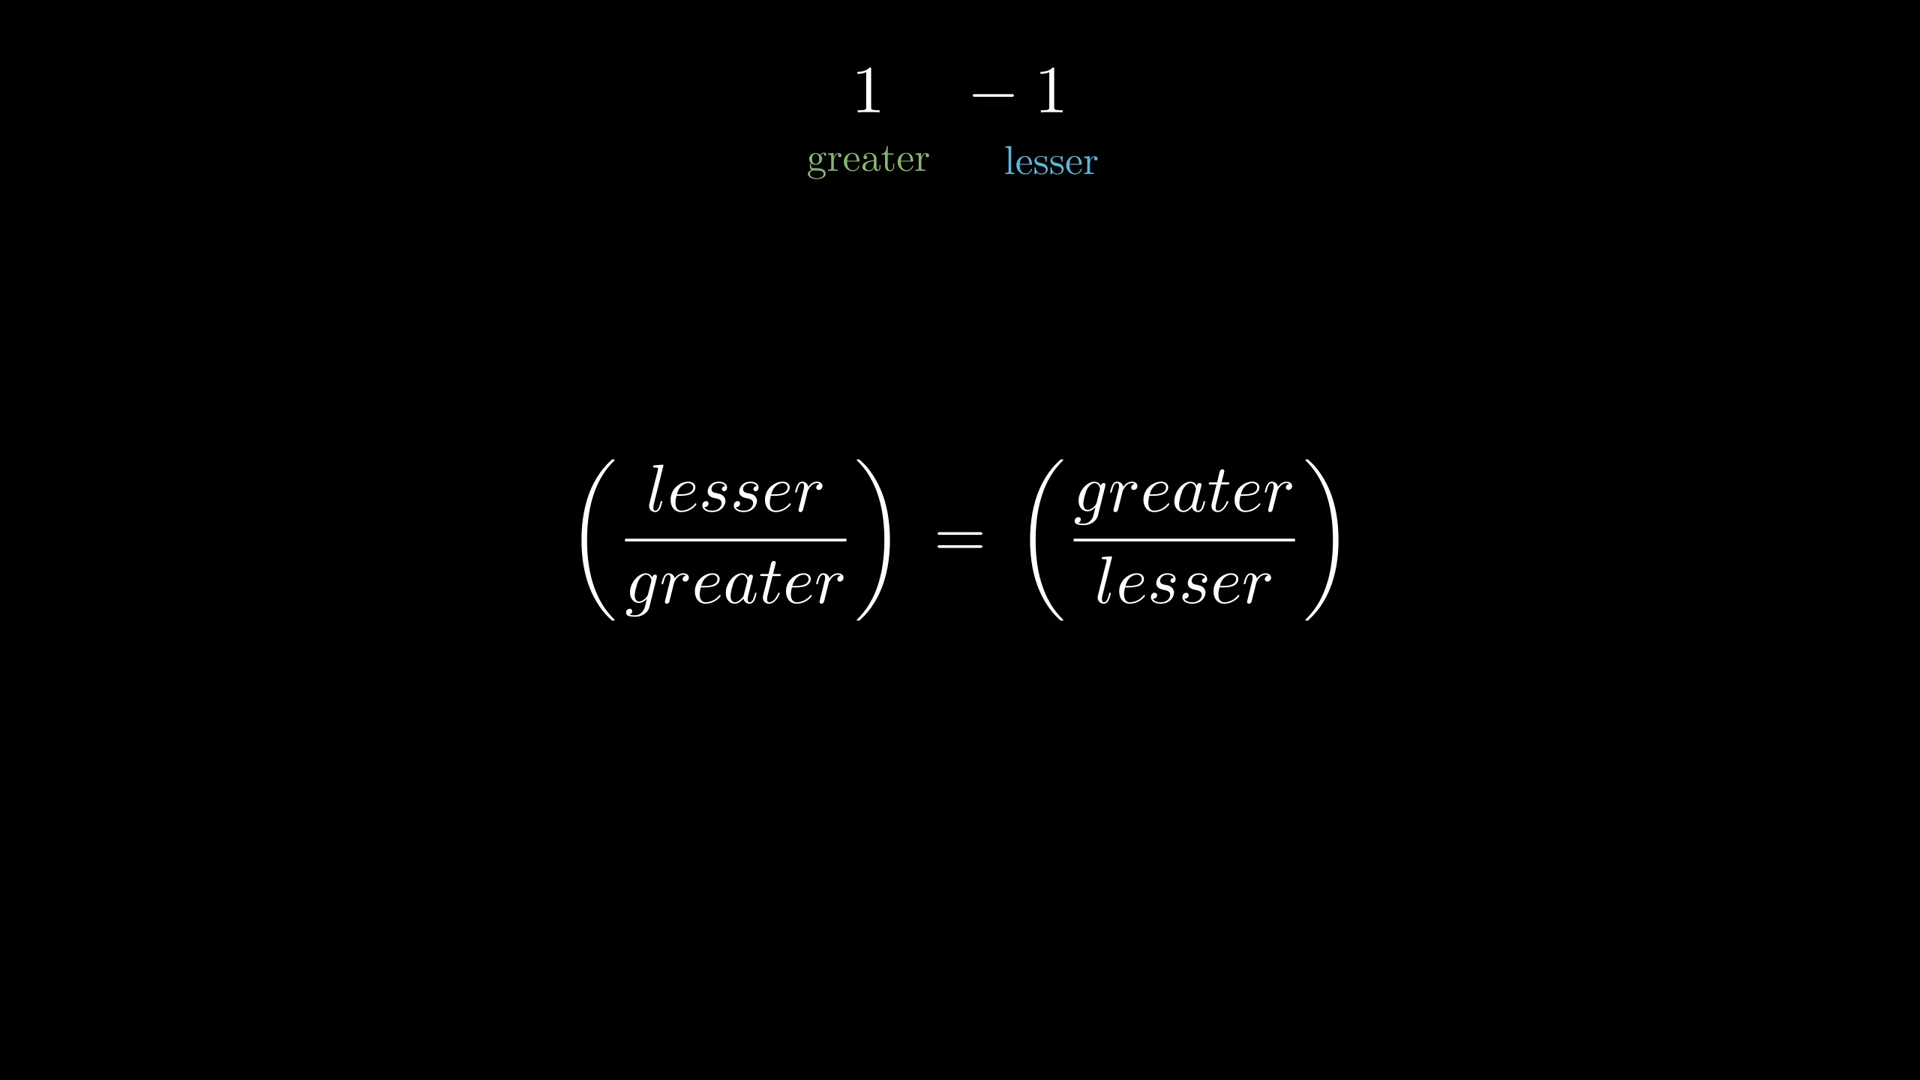 1 − 1
greater lesser
(lesser/greater) = (greater/lesser)